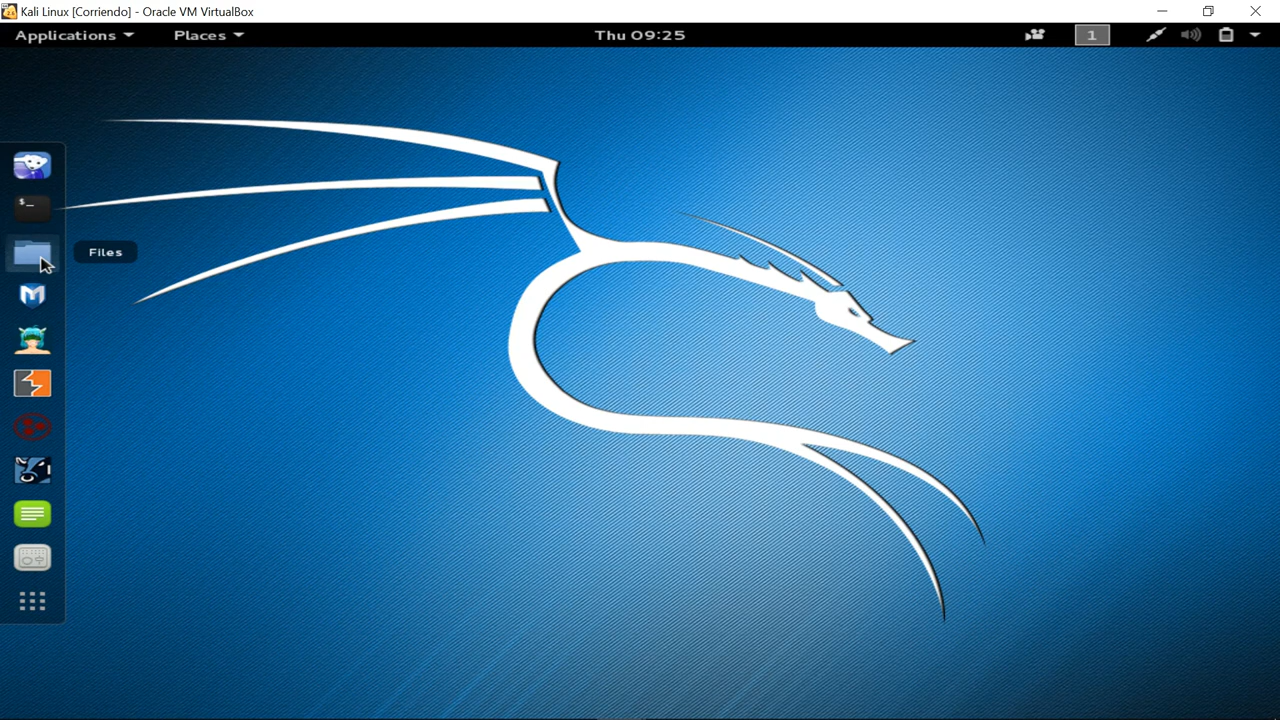 Kali Linux [Corriendo] - Oracle VM VirtualBox
Applications Places Thu 09:25 1
$_
Files